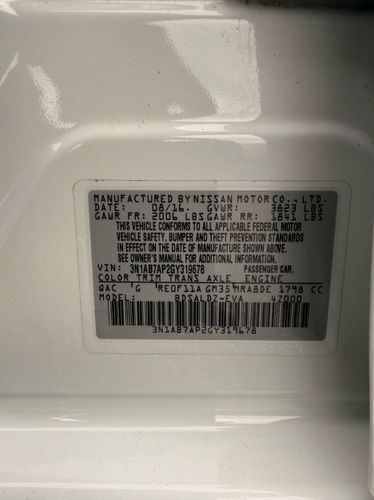 MANUFACTURED BY NISSAN MOTOR CO., LTD.
DATE: 08/16. GVWR: 3823 LBS
GAWR FR: 2006 LBS GAWR RR: 1841 LBS
THIS VEHICLE CONFORMS TO ALL APPLICABLE FEDERAL MOTOR
VEHICLE SAFETY, BUMPER AND THEFT PREVENTION STANDARDS
IN EFFECT ON THE DATE OF MANUFACTURE SHOWN ABOVE.
SEE OWNER'S MANUAL FOR ADDITIONAL INFORMATION.
VIN: 3N1AB7AP2GY319678 PASSENGER CAR.
COLOR TRIM TRANS AXLE ENGINE
QAC G RE0F11A GM35 MRA8DE 1798 CC
MODEL: BDSALDZ-EVA 47000
3N1AB7AP2GY319678